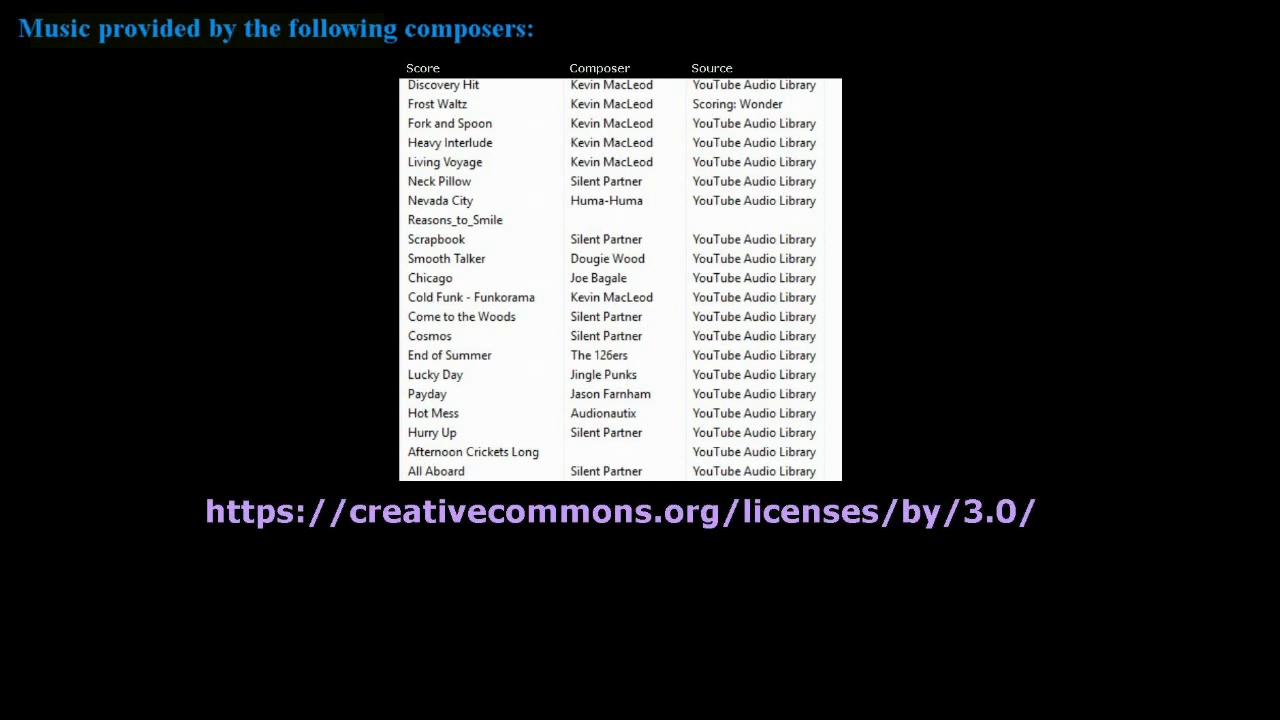 Music provided by the following composers:
Score Composer Source
Discovery Hit Kevin MacLeod YouTube Audio Library
Frost Waltz Kevin MacLeod Scoring: Wonder
Fork and Spoon Kevin MacLeod YouTube Audio Library
Heavy Interlude Kevin MacLeod YouTube Audio Library
Living Voyage Kevin MacLeod YouTube Audio Library
Neck Pillow Silent Partner YouTube Audio Library
Nevada City Huma-Huma YouTube Audio Library
Reasons_to_Smile
Scrapbook Silent Partner YouTube Audio Library
Smooth Talker Dougie Wood YouTube Audio Library
Chicago Joe Bagale YouTube Audio Library
Cold Funk - Funkorama Kevin MacLeod YouTube Audio Library
Come to the Woods Silent Partner YouTube Audio Library
Cosmos Silent Partner YouTube Audio Library
End of Summer The 126ers YouTube Audio Library
Lucky Day Jingle Punks YouTube Audio Library
Payday Jason Farnham YouTube Audio Library
Hot Mess Audionautix YouTube Audio Library
Hurry Up Silent Partner YouTube Audio Library
Afternoon Crickets Long YouTube Audio Library
All Aboard Silent Partner YouTube Audio Library
https://creativecommons.org/licenses/by/3.0/